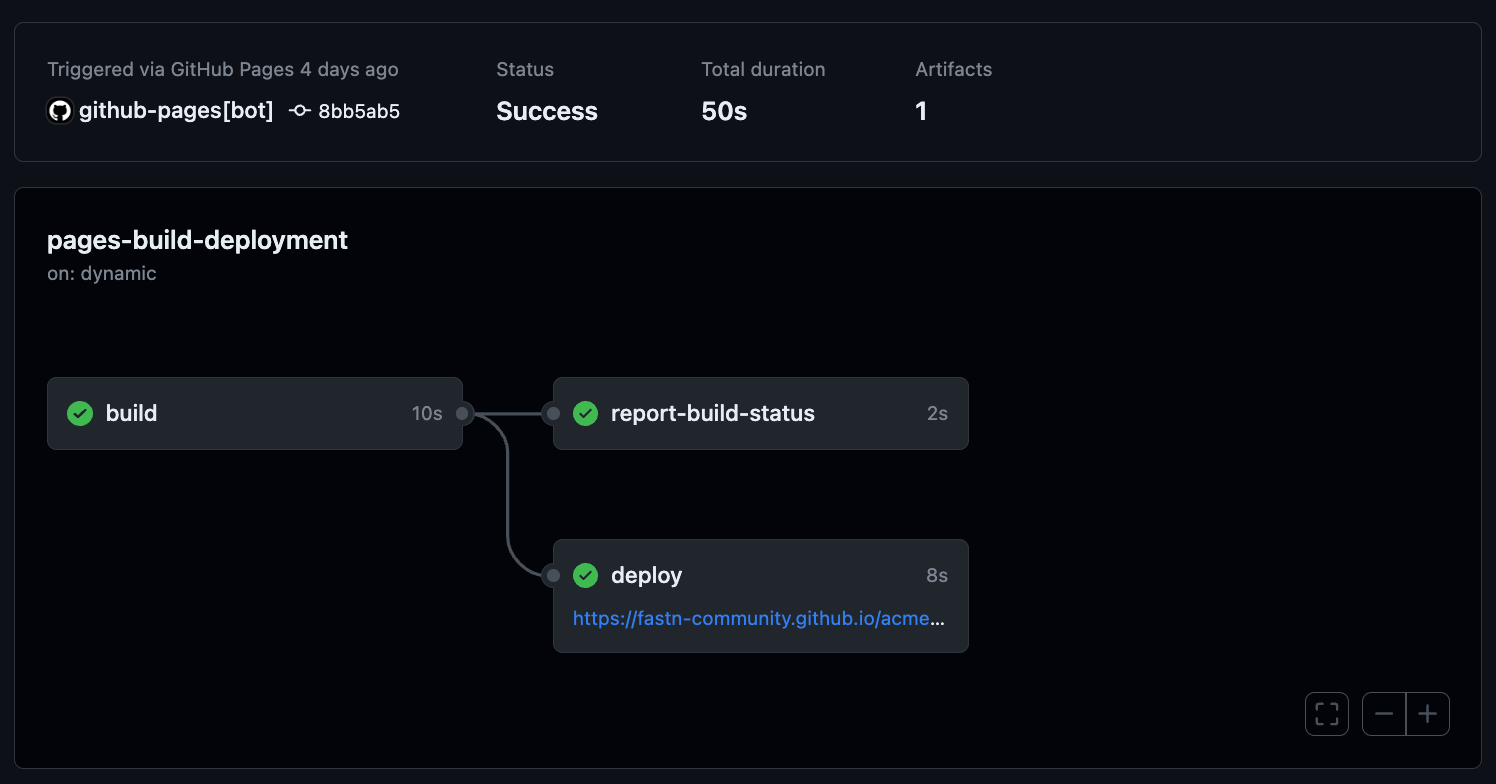 Triggered via GitHub Pages 4 days ago
github-pages[bot] 8bb5ab5
Status
Success
Total duration
50s
Artifacts
1
pages-build-deployment
on: dynamic
build 10s
report-build-status 2s
deploy 8s
https://fastn-community.github.io/acme...